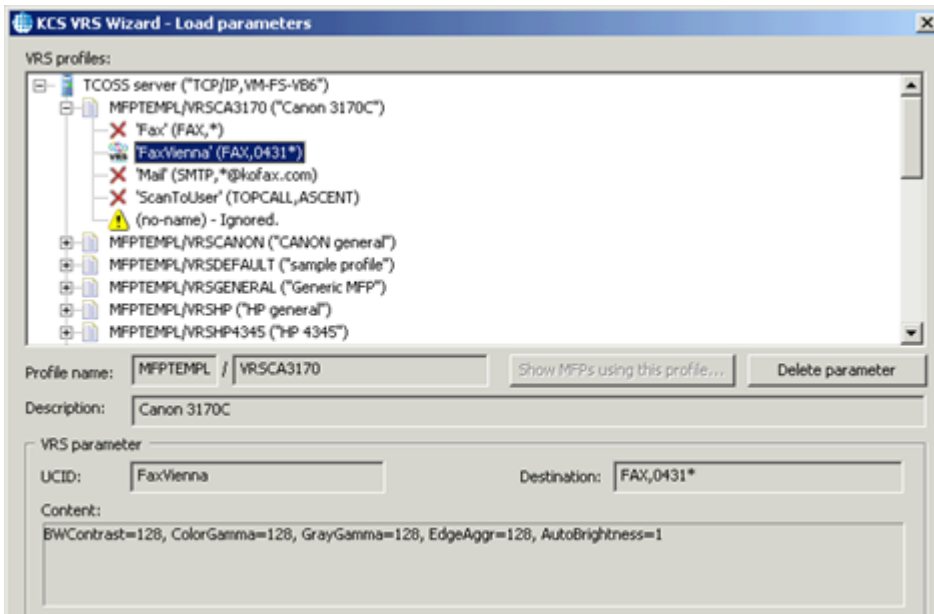 KCS VRS Wizard - Load parameters
VRS profiles:
TCOSS server ("TCP/IP,VM-FS-VB6")
MFPTEMPL/VRSCA3170 ("Canon 3170C")
'Fax' (FAX,*)
'FaxVienna' (FAX,0431*)
'Mail' (SMTP,*@kofax.com)
'ScanToUser' (TOPCALL,ASCENT)
(no-name) - Ignored.
MFPTEMPL/VRSCANON ("CANON general")
MFPTEMPL/VRSDEFAULT ("sample profile")
MFPTEMPL/VRSGENERAL ("Generic MFP")
MFPTEMPL/VRSHP ("HP general")
MFPTEMPL/VRSHP4345 ("HP 4345")
Profile name: MFPTEMPL / VRSCA3170 Show MFPs using this profile... Delete parameter
Description: Canon 3170C
VRS parameter
UCID: FaxVienna Destination: FAX,0431*
Content:
BWContrast=128, ColorGamma=128, GrayGamma=128, EdgeAggr=128, AutoBrightness=1